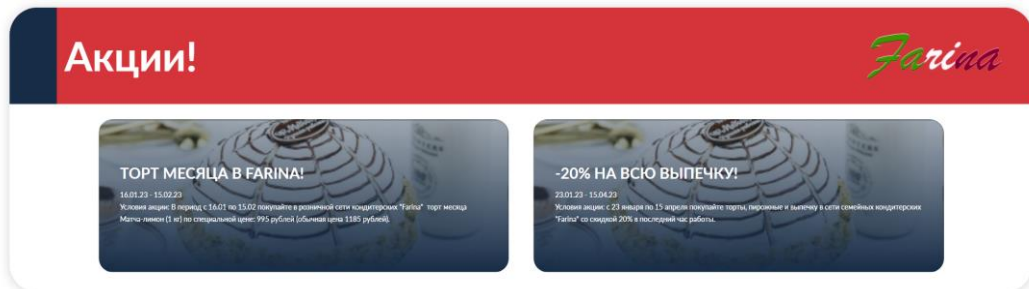 Акции!
Farina
ТОРТ МЕСЯЦА В FARINA!
16.01.23 - 15.02.23
Условия акции: В период с 16.01 по 15.02 покупайте в розничной сети кондитерских "Farina" торт месяца
Матча-лимон (1 кг) по специальной цене: 995 рублей (обычная цена 1185 рублей).
-20% НА ВСЮ ВЫПЕЧКУ!
23.01.23 - 15.04.23
Условия акции: с 23 января по 15 апреля покупайте торты, пирожные и выпечку в сети семейных кондитерских
"Farina" со скидкой 20% в последний час работы.